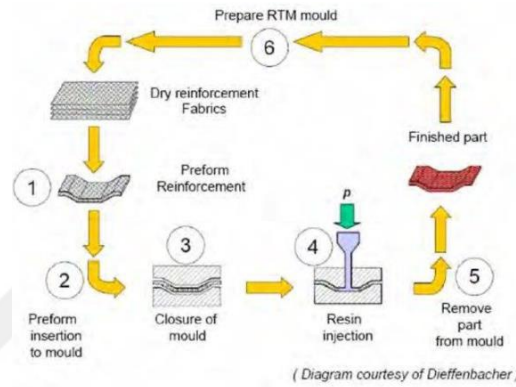 Prepare RTM mould
6
Dry reinforcement
Fabrics
1
Preform
Reinforcement
Finished part
p
2
3
4
5
Preform
insertion
to mould
Closure of
mould
Resin
injection
Remove
part
from mould
( Diagram courtesy of Dieffenbacher